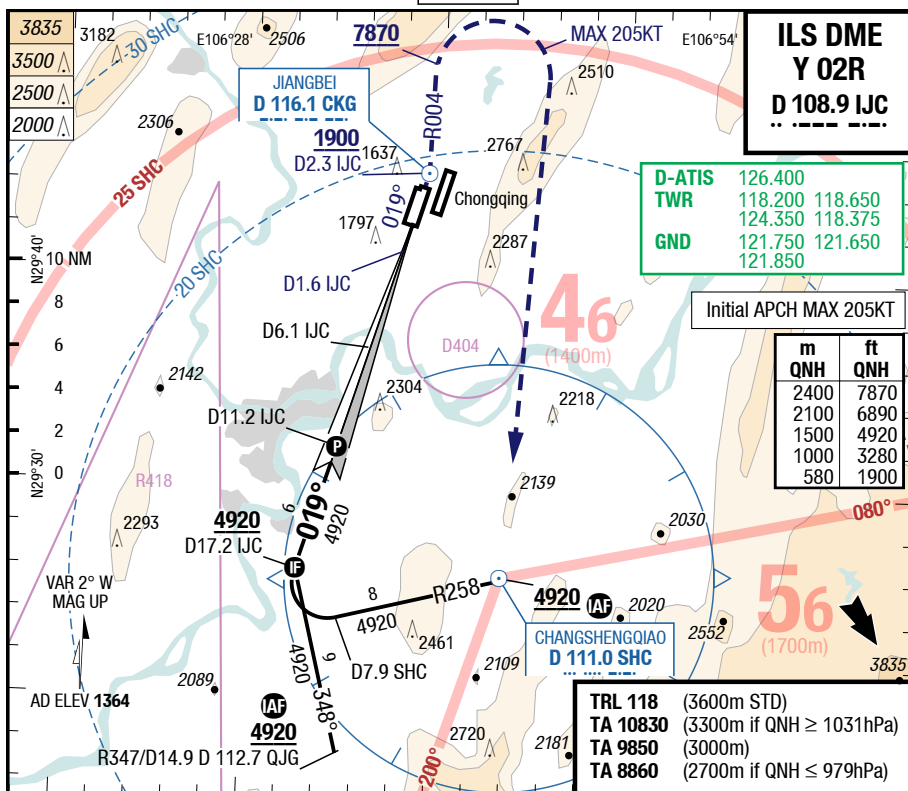 3835
3500
2500
2000
3182
30 SHC
E106°28'
2506
7870
MAX 205KT
E106°54'
ILS DME
Y 02R
D 108.9 IJC
JIANGBEI
D 116.1 CKG
R004
2510
2306
1900
D2.3 IJC
1637
2767
25 SHC
019°
Chongqing
D-ATIS 126.400
TWR 118.200 118.650
124.350 118.375
GND 121.750 121.650
121.850
1797
2287
N29°40'
10 NM
20 SHC
D1.6 IJC
Initial APCH MAX 205KT
8
46
(1400m)
D6.1 IJC
6
D404
m ft
QNH QNH
2400 7870
2100 6890
1500 4920
1000 3280
580 1900
2142
4
2304
2218
D11.2 IJC
2
P
N29°30'
0
R418
2139
6
019°
4920
080°
2293
4920
D17.2 IJC
2030
IF
VAR 2° W
MAG UP
8
R258
4920
4920
IAF
2020
56
(1700m)
2552
2461
CHANGSHENGQIAO
D 111.0 SHC
9
4920
D7.9 SHC
2109
3835
2089
AD ELEV 1364
348°
IAF
4920
R347/D14.9 D 112.7 QJG
2720
2181
200°
TRL 118 (3600m STD)
TA 10830 (3300m if QNH ≥ 1031hPa)
TA 9850 (3000m)
TA 8860 (2700m if QNH ≤ 979hPa)